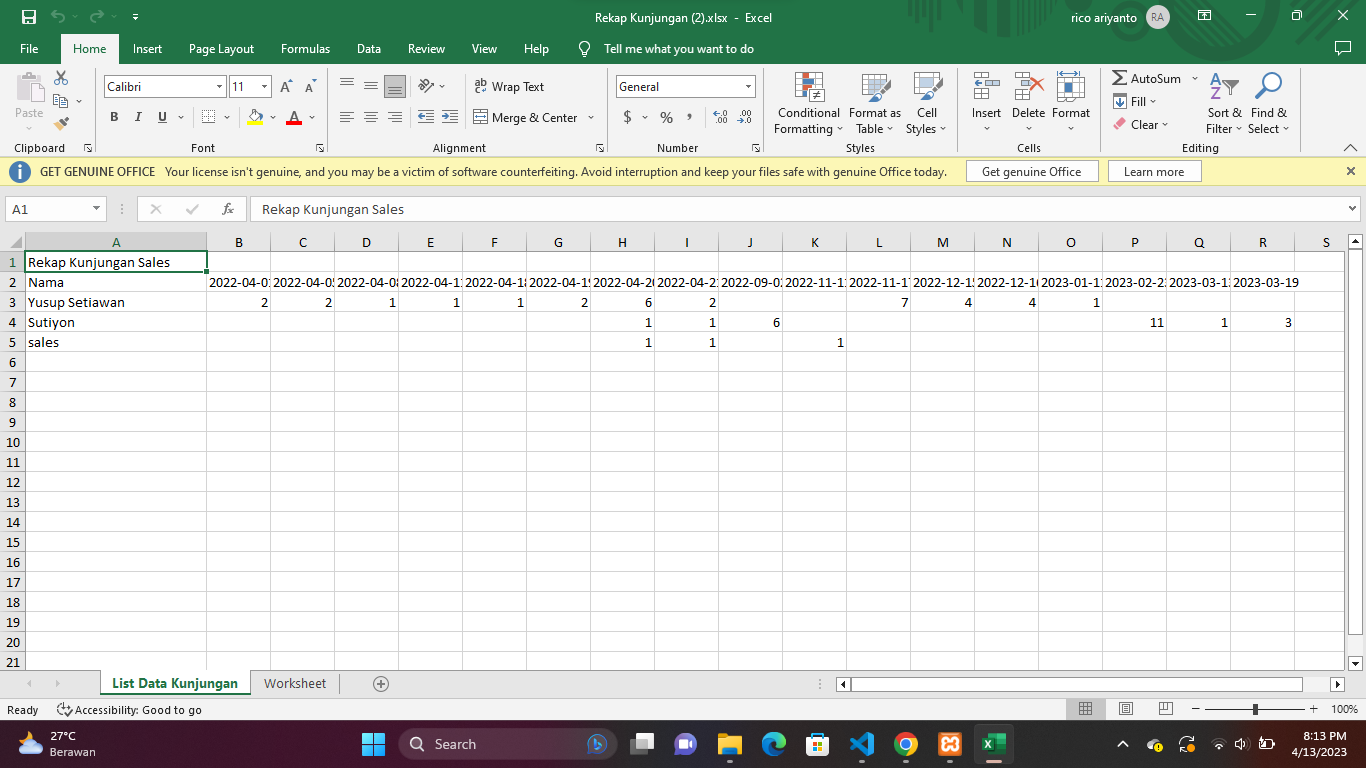 Rekap Kunjungan (2).xlsx - Excel
rico ariyanto RA
File Home Insert Page Layout Formulas Data Review View Help Tell me what you want to do
Paste
Clipboard
Calibri 11
B I U
Font
ab Wrap Text
Merge & Center
Alignment
General
$ % ,
Number
Conditional Formatting
Format as Table
Cell Styles
Styles
Insert Delete Format
Cells
AutoSum
Fill
Clear
Sort & Filter
Find & Select
Editing
GET GENUINE OFFICE Your license isn't genuine, and you may be a victim of software counterfeiting. Avoid interruption and keep your files safe with genuine Office today. Get genuine Office Learn more
A1 fx Rekap Kunjungan Sales
A B C D E F G H I J K L M N O P Q R S
1 Rekap Kunjungan Sales
2 Nama 2022-04-0 2022-04-0 2022-04-0 2022-04-1 2022-04-18 2022-04-19 2022-04-20 2022-04-2 2022-09-0 2022-11-1 2022-11-17 2022-12-15 2022-12-16 2023-01-1 2023-02-2 2023-03-1 2023-03-19
3 Yusup Setiawan 2 2 1 1 1 2 6 2 7 4 4 1
4 Sutiyon 1 1 6 11 1 3
5 sales 1 1 1
6
7
8
9
10
11
12
13
14
15
16
17
18
19
20
21
List Data Kunjungan Worksheet
Ready Accessibility: Good to go 100%
27°C
Berawan
Search
8:13 PM
4/13/2023